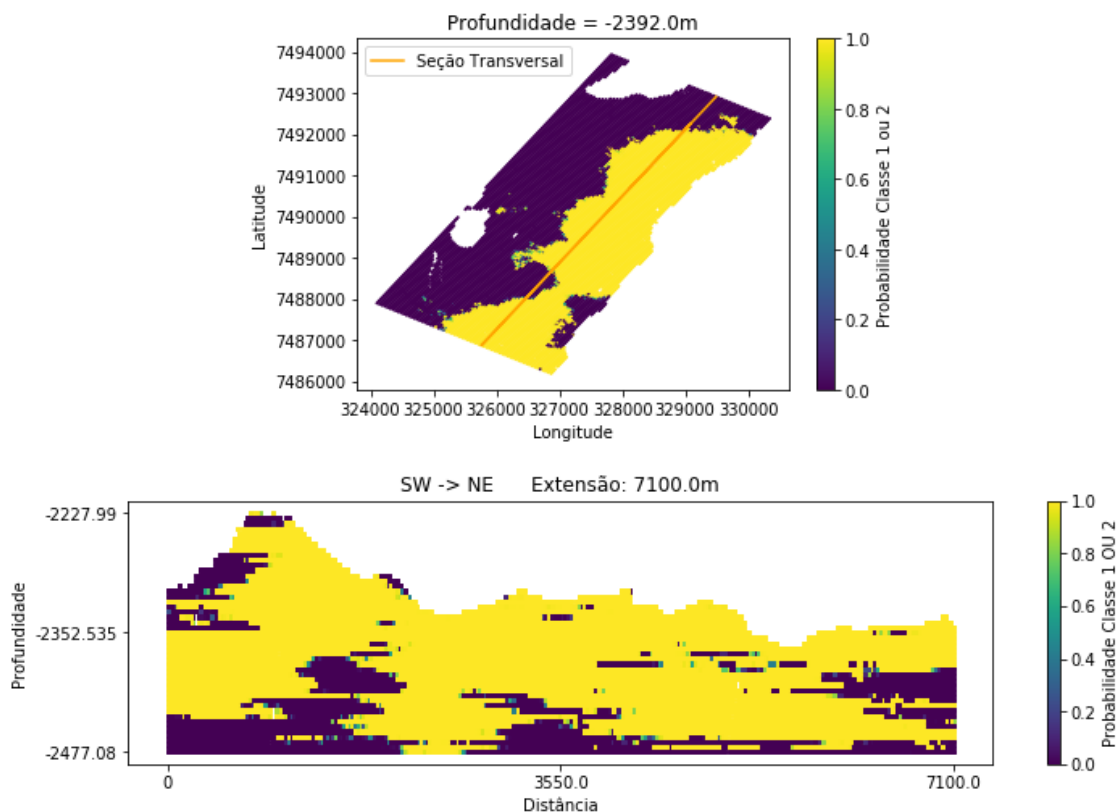 Profundidade = -2392.0m
Seção Transversal
7494000
7493000
7492000
7491000
7490000
7489000
7488000
7487000
7486000
Latitude
324000 325000 326000 327000 328000 329000 330000
Longitude
1.0
0.8
0.6
0.4
0.2
0.0
Probabilidade Classe 1 ou 2
SW -> NE Extensão: 7100.0m
-2227.99
-2352.535
-2477.08
Profundidade
0 3550.0 7100.0
Distância
1.0
0.8
0.6
0.4
0.2
0.0
Probabilidade Classe 1 OU 2